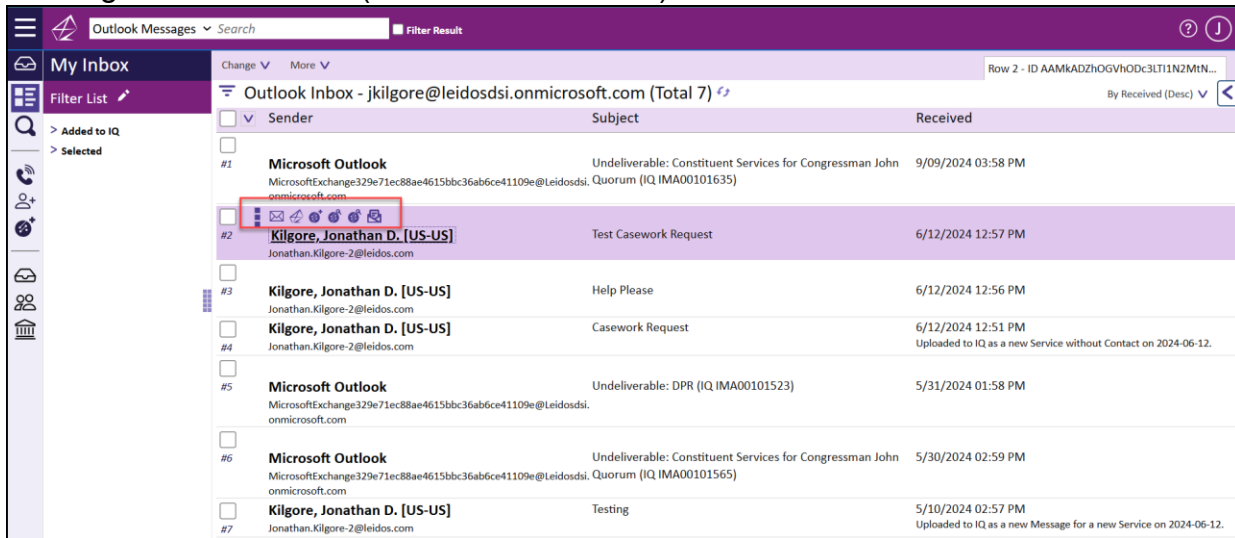 Outlook Messages Search Filter Result ? J
My Inbox
Change More
Row 2 - ID AAMkADZhOGVhODc3LTI1N2MtN...
Filter List
Outlook Inbox - jkilgore@leidosdsi.onmicrosoft.com (Total 7)
By Received (Desc)
> Added to IQ
> Selected
Sender Subject Received
#1 Microsoft Outlook Undeliverable: Constituent Services for Congressman John 9/09/2024 03:58 PM
MicrosoftExchange329e71ec88ae4615bbc36ab6ce41109e@Leidosdsi. Quorum (IQ IMA00101635)
onmicrosoft.com
#2 Kilgore, Jonathan D. [US-US] Test Casework Request 6/12/2024 12:57 PM
Jonathan.Kilgore-2@leidos.com
#3 Kilgore, Jonathan D. [US-US] Help Please 6/12/2024 12:56 PM
Jonathan.Kilgore-2@leidos.com
Kilgore, Jonathan D. [US-US] Casework Request 6/12/2024 12:51 PM
#4 Jonathan.Kilgore-2@leidos.com Uploaded to IQ as a new Service without Contact on 2024-06-12.
#5 Microsoft Outlook Undeliverable: DPR (IQ IMA00101523) 5/31/2024 01:58 PM
MicrosoftExchange329e71ec88ae4615bbc36ab6ce41109e@Leidosdsi.
onmicrosoft.com
#6 Microsoft Outlook Undeliverable: Constituent Services for Congressman John 5/30/2024 02:59 PM
MicrosoftExchange329e71ec88ae4615bbc36ab6ce41109e@Leidosdsi. Quorum (IQ IMA00101565)
onmicrosoft.com
Kilgore, Jonathan D. [US-US] Testing 5/10/2024 02:57 PM
#7 Jonathan.Kilgore-2@leidos.com Uploaded to IQ as a new Message for a new Service on 2024-06-12.